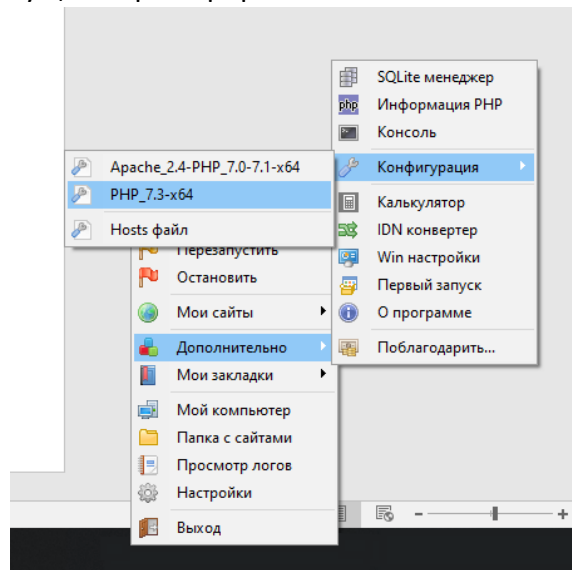 SQLite менеджер
php
Информация PHP
Консоль
Конфигурация
Калькулятор
IDN конвертер
Win настройки
Первый запуск
О программе
Поблагодарить...
Apache_2.4-PHP_7.0-7.1-x64
PHP_7.3-x64
Hosts файл
Перезапустить
Остановить
Мои сайты
Дополнительно
Мои закладки
Мой компьютер
Папка с сайтами
Просмотр логов
Настройки
Выход